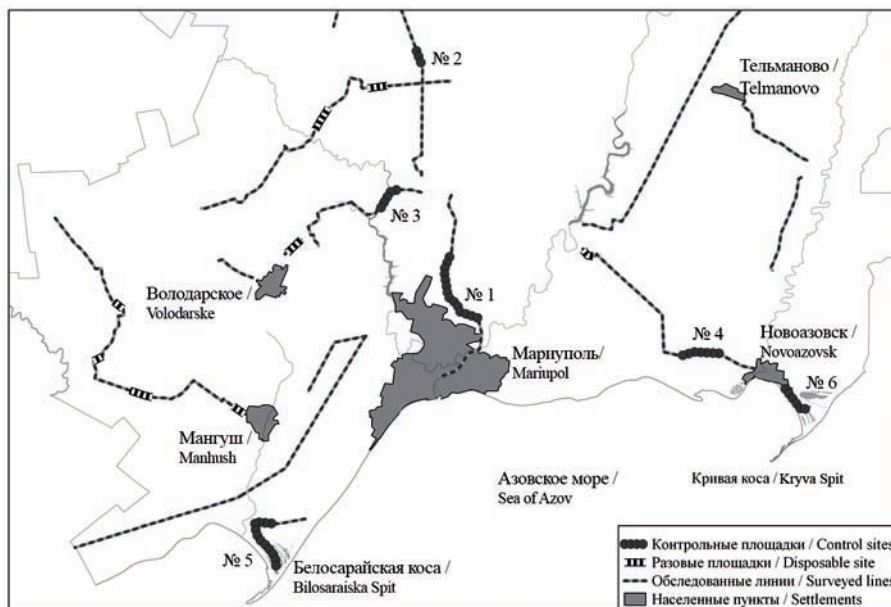 № 2
Тельманово /
Telmanovo
№ 3
Володарское /
Volodarske
№ 1
Мариуполь/
Mariupol
№ 4
Новоазовск /
Novoazovsk
№ 6
Мангуш /
Manhush
Азовское море /
Sea of Azov
Кривая коса / Kryva Spit
№ 5
Белосарайская коса /
Bilosaraiska Spit
Контрольные площадки / Control sites
Разовые площадки / Disposable site
Обследованные линии / Surveyed lines
Населенные пункты / Settlements